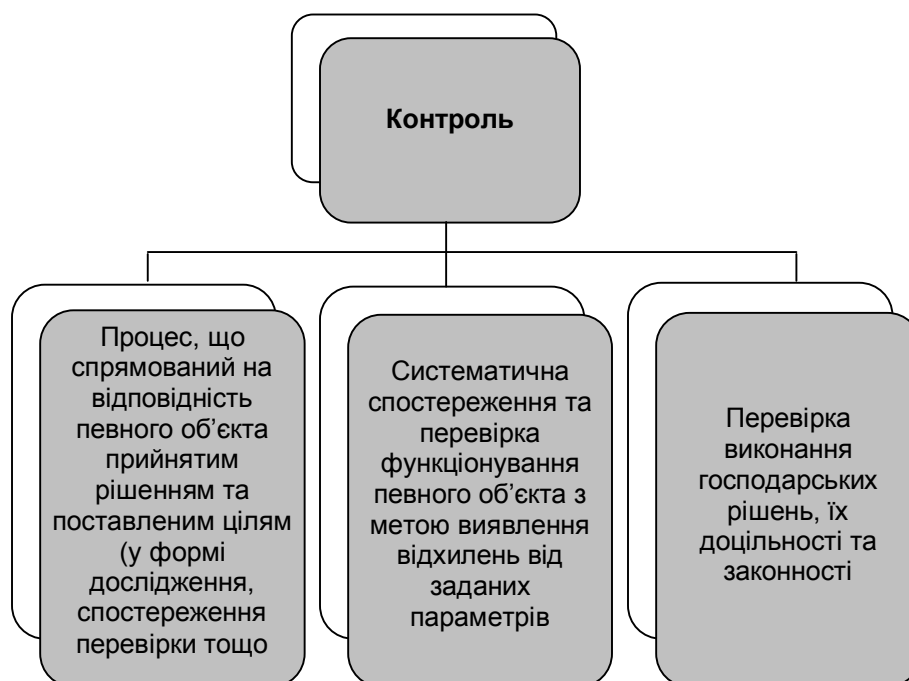 Контроль
Процес, що
спрямований на
відповідність
певного об’єкта
прийнятим
рішенням та
поставленим цілям
(у формі
дослідження,
спостереження
перевірки тощо
Систематична
спостереження та
перевірка
функціонування
певного об’єкта з
метою виявлення
відхилень від
заданих
параметрів
Перевірка
виконання
господарських
рішень, їх
доцільності та
законності